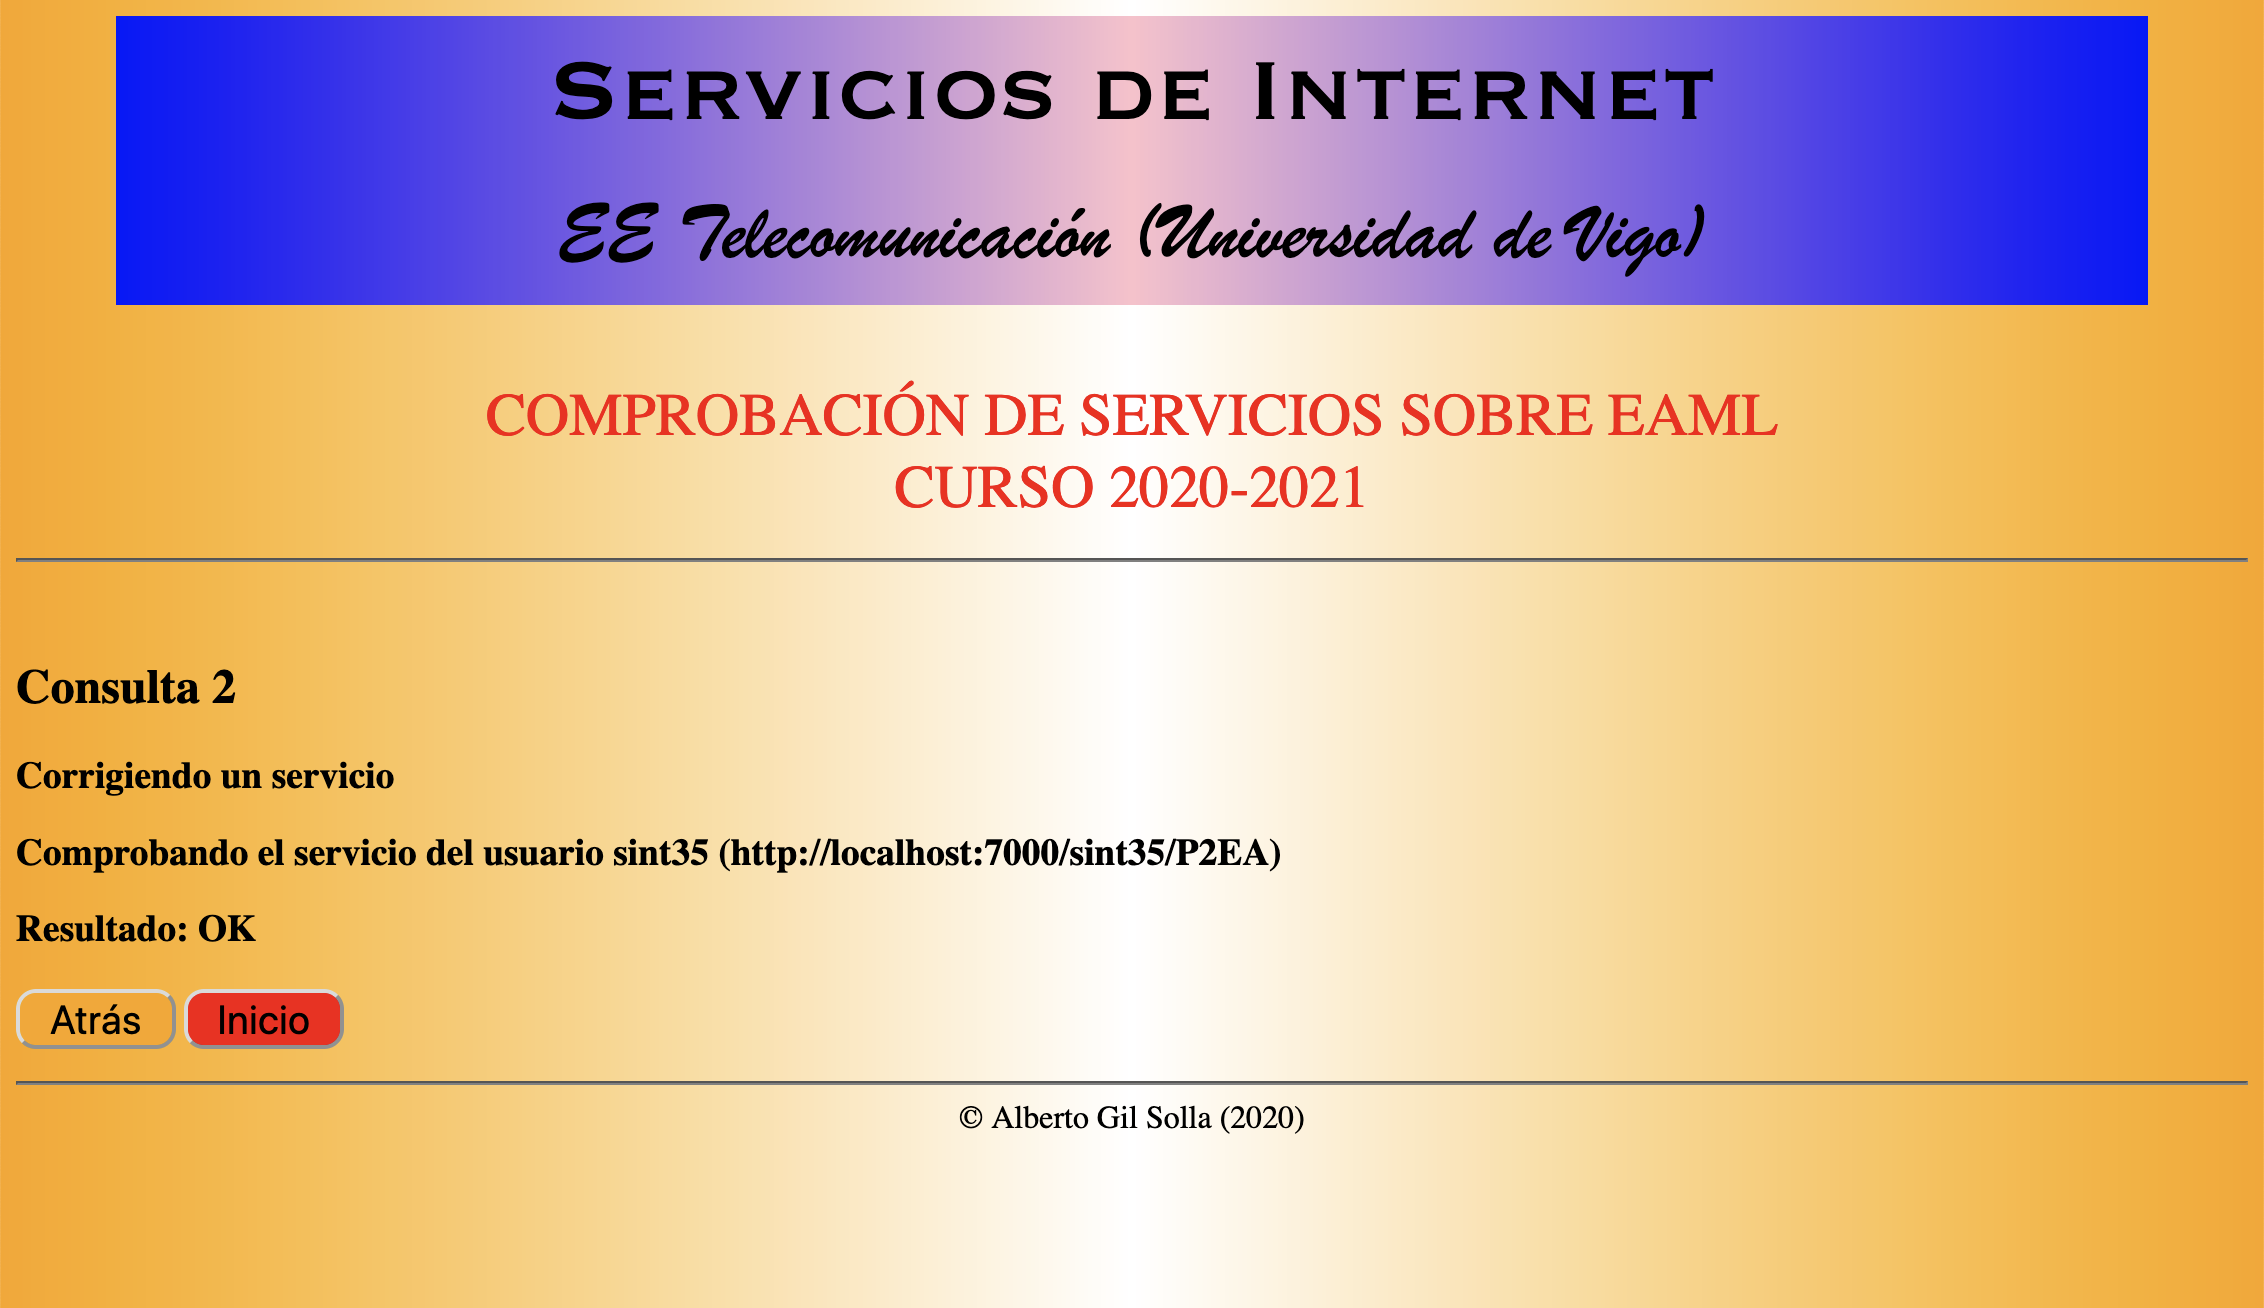 Servicios de Internet
EE Telecomunicación (Universidad de Vigo)
COMPROBACIÓN DE SERVICIOS SOBRE EAML
CURSO 2020-2021
Consulta 2
Corrigiendo un servicio
Comprobando el servicio del usuario sint35 (http://localhost:7000/sint35/P2EA)
Resultado: OK
Atrás Inicio
© Alberto Gil Solla (2020)